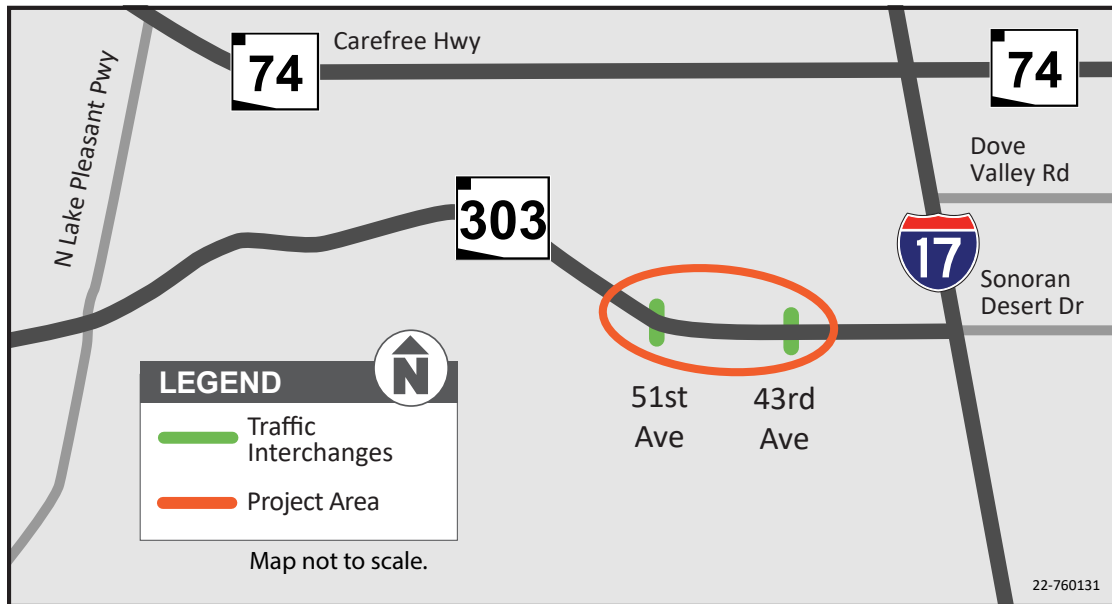 Carefree Hwy
74
74
N Lake Pleasant Pwy
Dove
Valley Rd
303
17
Sonoran
Desert Dr
51st
Ave
43rd
Ave
N
LEGEND
Traffic
Interchanges
Project Area
Map not to scale.
22-760131